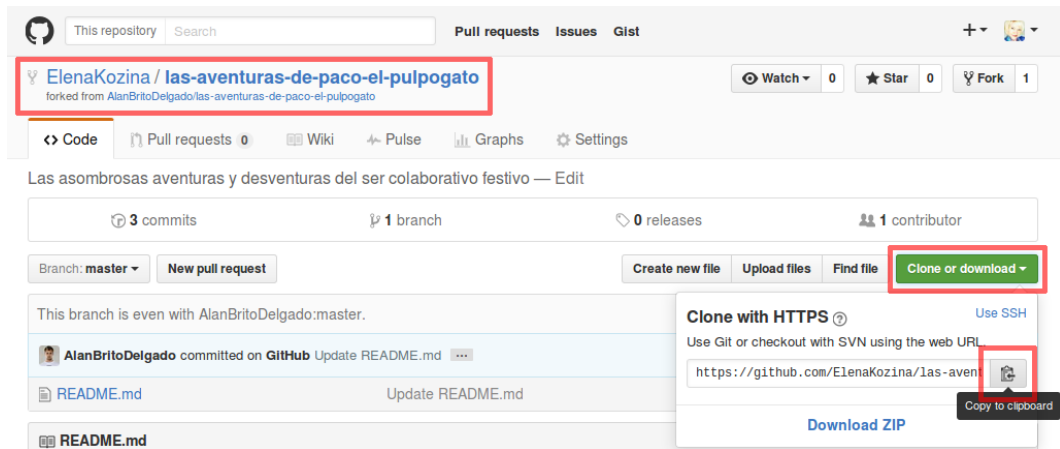 This repository Search Pull requests Issues Gist
ElenaKozina / las-aventuras-de-paco-el-pulpogato
forked from AlanBritoDelgado/las-aventuras-de-paco-el-pulpogato
Watch 0 Star 0 Fork 1
Code Pull requests 0 Wiki Pulse Graphs Settings
Las asombrosas aventuras y desventuras del ser colaborativo festivo — Edit
3 commits 1 branch 0 releases 1 contributor
Branch: master New pull request Create new file Upload files Find file Clone or download
This branch is even with AlanBritoDelgado:master.
Clone with HTTPS ? Use SSH
Use Git or checkout with SVN using the web URL.
AlanBritoDelgado committed on GitHub Update README.md ...
https://github.com/ElenaKozina/las-avent
README.md Update README.md
Copy to clipboard
Download ZIP
README.md